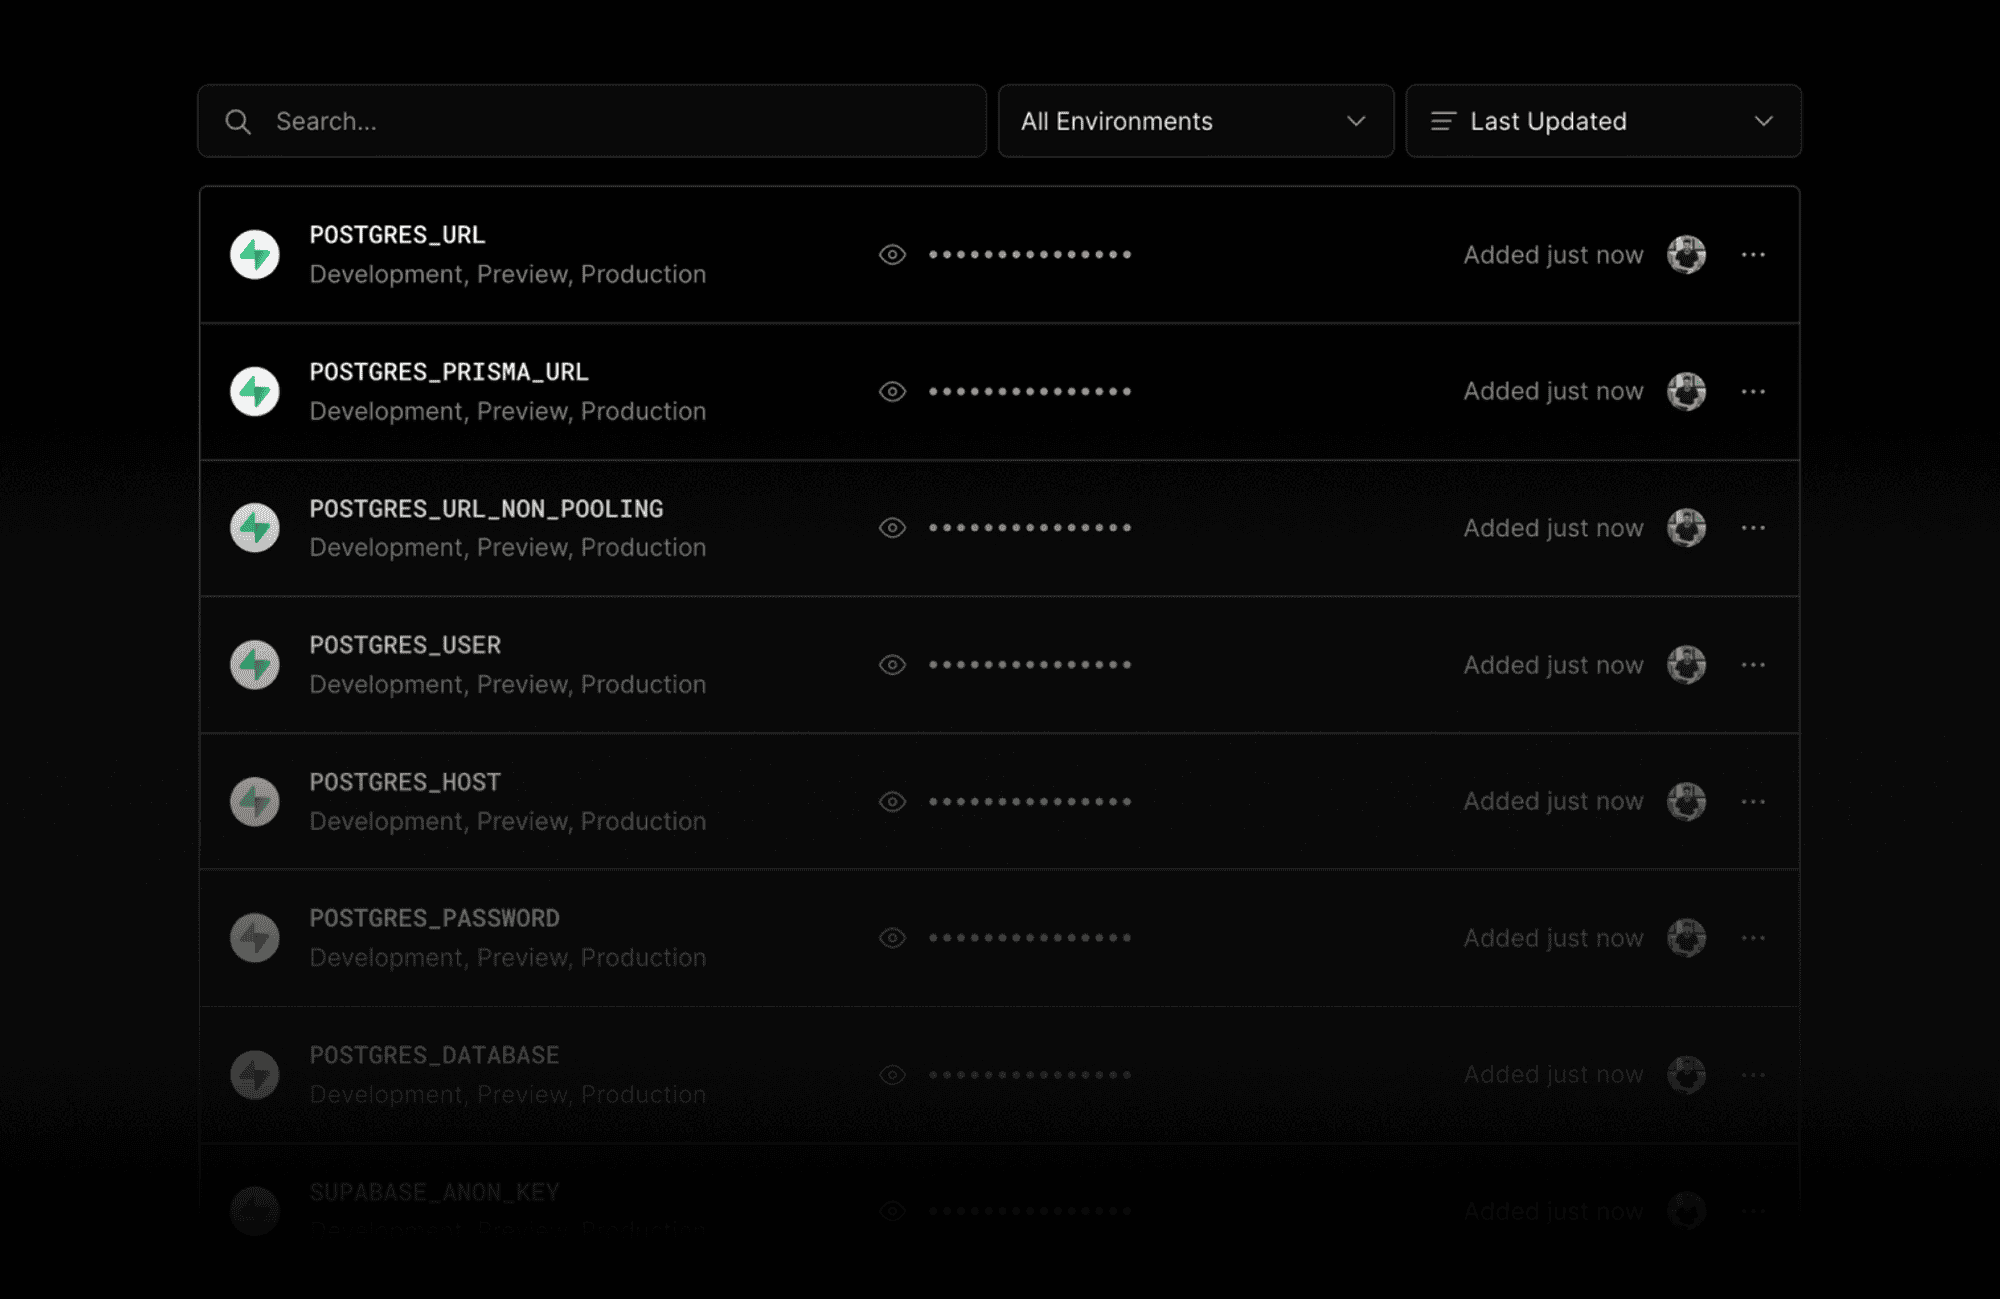 Search...
All Environments
Last Updated
POSTGRES_URL
Development, Preview, Production
•••••••••••••••
Added just now
POSTGRES_PRISMA_URL
Development, Preview, Production
•••••••••••••••
Added just now
POSTGRES_URL_NON_POOLING
Development, Preview, Production
•••••••••••••••
Added just now
POSTGRES_USER
Development, Preview, Production
•••••••••••••••
Added just now
POSTGRES_HOST
Development, Preview, Production
•••••••••••••••
Added just now
POSTGRES_PASSWORD
Development, Preview, Production
•••••••••••••••
Added just now
POSTGRES_DATABASE
Development, Preview, Production
•••••••••••••••
Added just now
SUPABASE_ANON_KEY
Development, Preview, Production
•••••••••••••••
Added just now